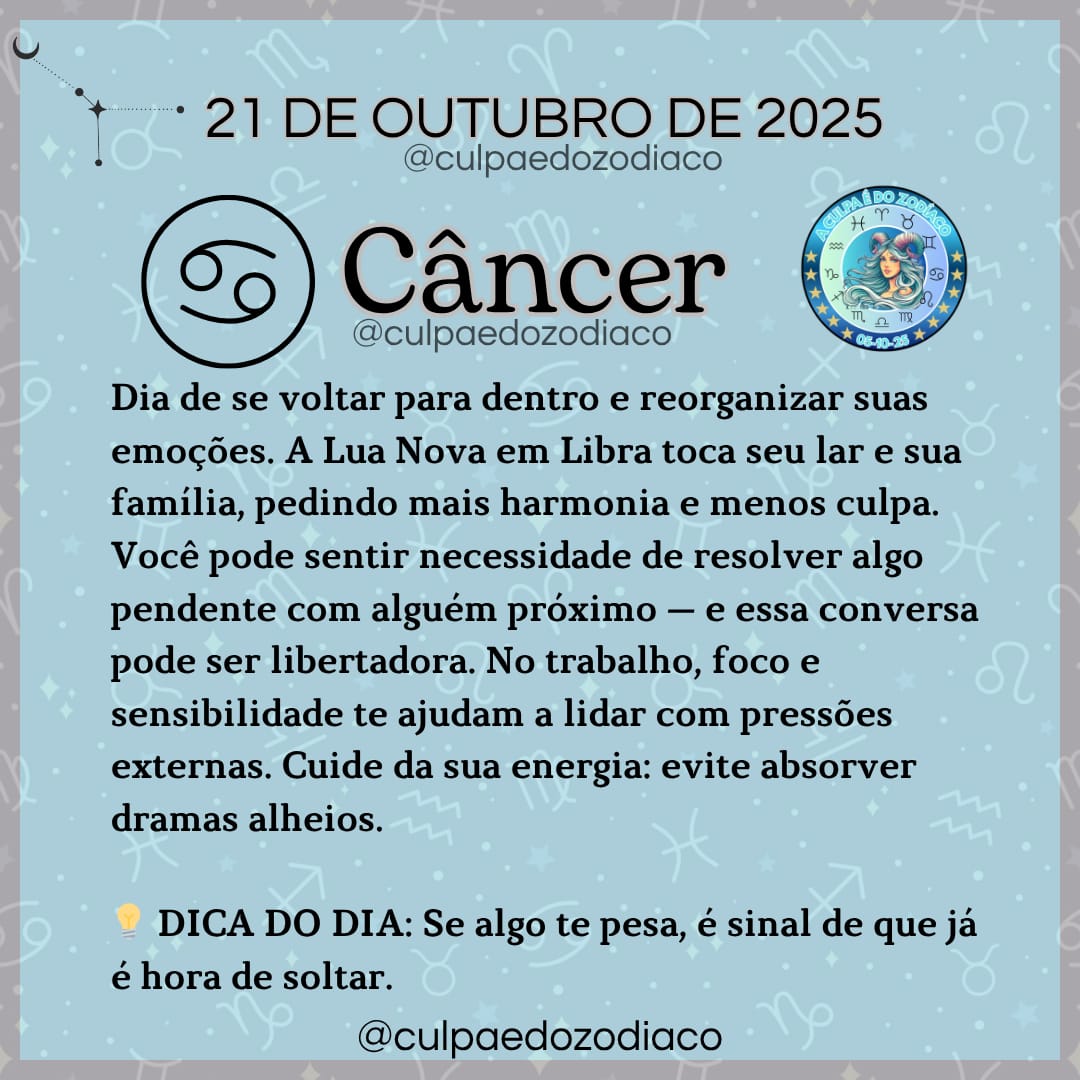 21 DE OUTUBRO DE 2025
@culpaedozodiaco
Câncer
@culpaedozodiaco
A CULPA É DO ZODÍACO
05-10-25
Dia de se voltar para dentro e reorganizar suas
emoções. A Lua Nova em Libra toca seu lar e sua
família, pedindo mais harmonia e menos culpa.
Você pode sentir necessidade de resolver algo
pendente com alguém próximo — e essa conversa
pode ser libertadora. No trabalho, foco e
sensibilidade te ajudam a lidar com pressões
externas. Cuide da sua energia: evite absorver
dramas alheios.
💡 DICA DO DIA: Se algo te pesa, é sinal de que já
é hora de soltar.
@culpaedozodiaco